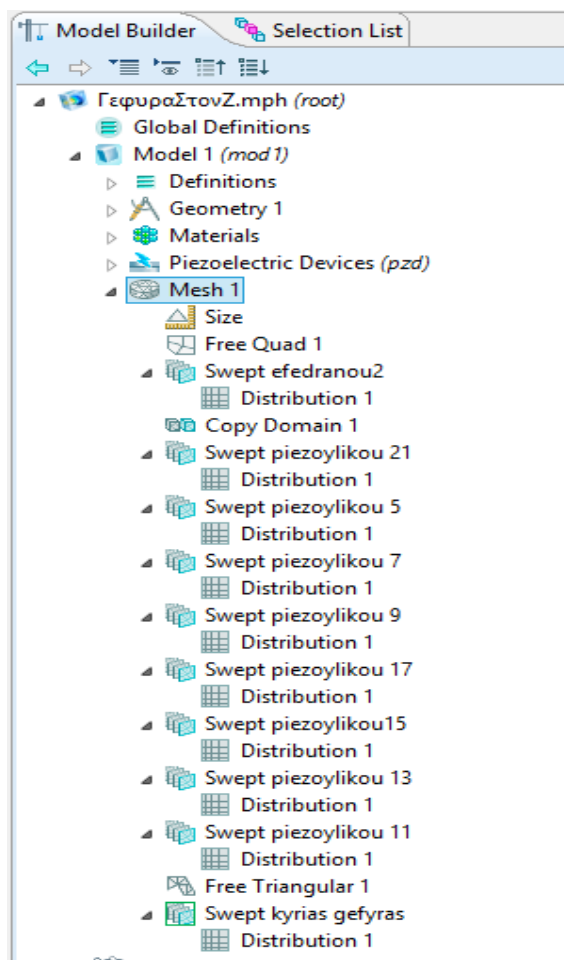 Model Builder Selection List
ΓεφυραΣτονΖ.mph (root)
Global Definitions
Model 1 (mod1)
Definitions
Geometry 1
Materials
Piezoelectric Devices (pzd)
Mesh 1
Size
Free Quad 1
Swept efedranou2
Distribution 1
Copy Domain 1
Swept piezoylikou 21
Distribution 1
Swept piezoylikou 5
Distribution 1
Swept piezoylikou 7
Distribution 1
Swept piezoylikou 9
Distribution 1
Swept piezoylikou 17
Distribution 1
Swept piezoylikou15
Distribution 1
Swept piezoylikou 13
Distribution 1
Swept piezoylikou 11
Distribution 1
Free Triangular 1
Swept kyrias gefyras
Distribution 1